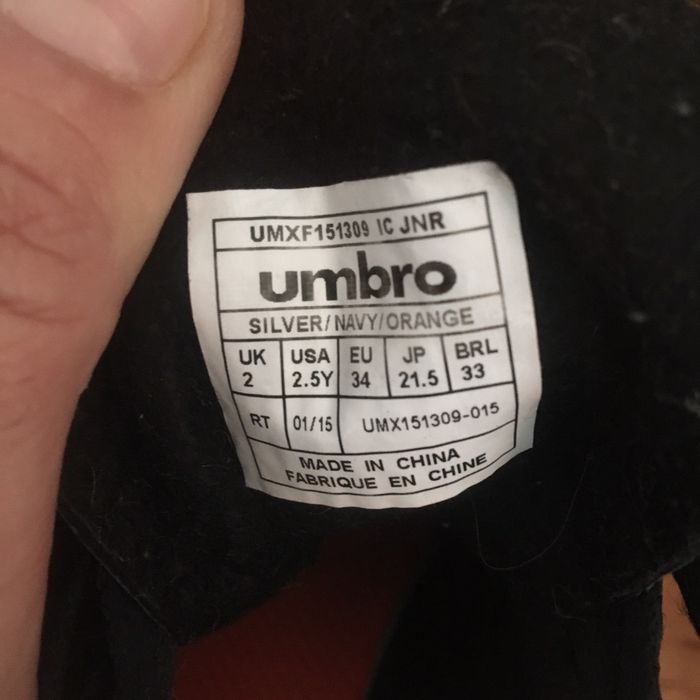 UMXF151309 IC JNR
umbro
SILVER/NAVY/ORANGE
UK USA EU JP BRL
2 2.5Y 34 21.5 33
RT 01/15 UMX151309-015
MADE IN CHINA
FABRIQUE EN CHINE